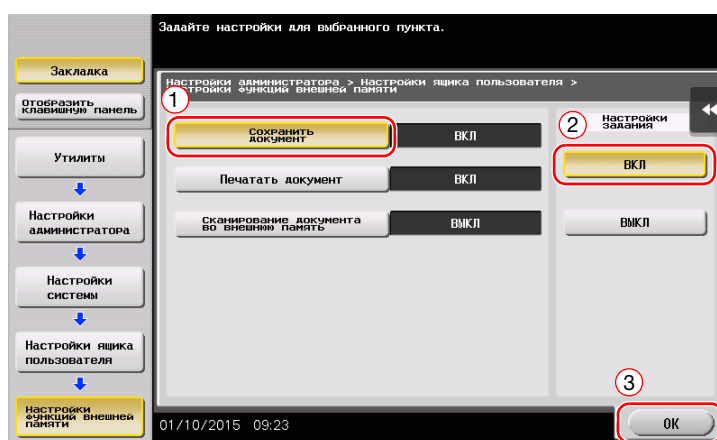 Задайте настройки для выбранного пункта.
Закладка
Отобразить
клавишную панель
Утилиты
Настройки
администратора
Настройки
системы
Настройки ящика
пользователя
Настройки
функций внешней
памяти
Настройки администратора > Настройки ящика пользователя >
Настройки функций внешней памяти
1
Сохранить
документ
ВКЛ
Печатать документ
ВКЛ
Сканирование документа
во внешнюю память
ВЫКЛ
2
Настройки
задания
ВКЛ
ВЫКЛ
3
01/10/2015 09:23
OK